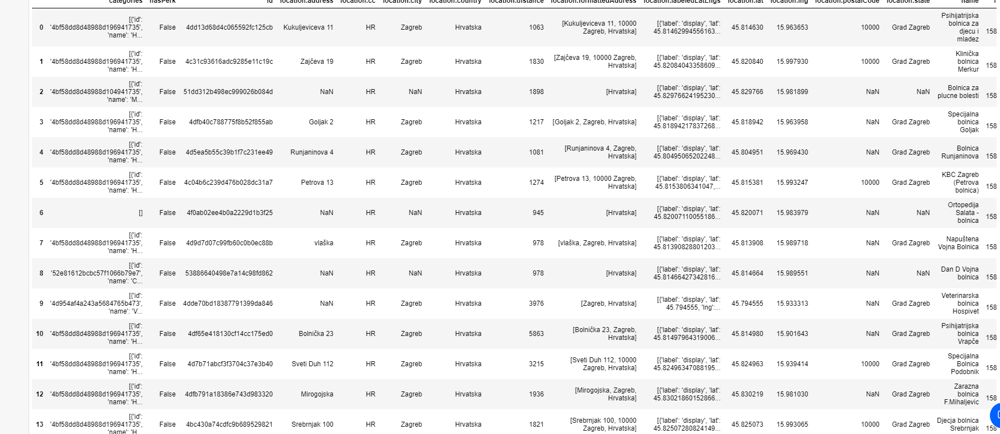 categories hasPerk id location.address location.cc location.city location.country location.distance location.formattedAddress location.labeledLatLngs location.lat location.lng location.postalCode location.state name
0 [{'id': '4bf58dd8d48988d196941735', 'name': 'H... False 4dd13d68d4c065592fc125cb Kukuljeviceva 11 HR Zagreb Hrvatska 1063 [Kukuljeviceva 11, 10000 Zagreb, Hrvatska] [{'label': 'display', 'lat': 45.81462994556163... 45.814630 15.963653 10000 Grad Zagreb Psihijatrijska bolnica za djecu i mladez 158
1 [{'id': '4bf58dd8d48988d196941735', 'name': 'H... False 4c31c93616adc9285e11c19c Zajčeva 19 HR Zagreb Hrvatska 1830 [Zajčeva 19, 10000 Zagreb, Hrvatska] [{'label': 'display', 'lat': 45.82084043358609... 45.820840 15.997930 10000 Grad Zagreb Klinička bolnica Merkur 158
2 [{'id': '4bf58dd8d48988d104941735', 'name': 'M... False 51dd312b498ec999026b084d NaN HR NaN Hrvatska 1898 [Hrvatska] [{'label': 'display', 'lat': 45.82976624195230... 45.829766 15.981899 NaN NaN Bolnica za plucne bolesti 158
3 [{'id': '4bf58dd8d48988d196941735', 'name': 'H... False 4dfb40c788775f8b52f855ab Goljak 2 HR Zagreb Hrvatska 1217 [Goljak 2, Zagreb, Hrvatska] [{'label': 'display', 'lat': 45.81894217837268... 45.818942 15.963958 NaN Grad Zagreb Specijalna bolnica Goljak 158
4 [{'id': '4bf58dd8d48988d196941735', 'name': 'H... False 4d5ea5b55c39b1f7c231ee49 Runjaninova 4 HR Zagreb Hrvatska 1081 [Runjaninova 4, Zagreb, Hrvatska] [{'label': 'display', 'lat': 45.80495065202248... 45.804951 15.969430 NaN Grad Zagreb Bolnica Runjaninova 158
5 [{'id': '4bf58dd8d48988d196941735', 'name': 'H... False 4c04b6c239d476b028dc31a7 Petrova 13 HR Zagreb Hrvatska 1274 [Petrova 13, 10000 Zagreb, Hrvatska] [{'label': 'display', 'lat': 45.8153806341047,... 45.815381 15.993247 10000 Grad Zagreb KBC Zagreb (Petrova bolnica) 158
6 [] False 4f0ab02ee4b0a2229d1b3f25 NaN HR NaN Hrvatska 945 [Hrvatska] [{'label': 'display', 'lat': 45.82007110055186... 45.820071 15.983979 NaN NaN Ortopedija Salata - bolnica 158
7 [{'id': '4bf58dd8d48988d196941735', 'name': 'H... False 4d9d7d07c99fb60c0b0ec88b vlaška HR Zagreb Hrvatska 978 [vlaška, Zagreb, Hrvatska] [{'label': 'display', 'lat': 45.81390828801203... 45.813908 15.989718 NaN Grad Zagreb Napuštena Vojna Bolnica 158
8 [{'id': '52e81612bcbc57f1066b79e7', 'name': 'C... False 53886640498e7a14c98fd862 NaN HR NaN Hrvatska 978 [Hrvatska] [{'label': 'display', 'lat': 45.81466427342816... 45.814664 15.989551 NaN NaN Dan D Vojna bolnica 158
9 [{'id': '4d954af4a243a5684765b473', 'name': 'V... False 4dde70bd18387791399da846 NaN HR Zagreb Hrvatska 3976 [Zagreb, Hrvatska] [{'label': 'display', 'lat': 45.794555, 'lng':... 45.794555 15.933313 NaN Grad Zagreb Veterinarska bolnica Hospivet 158
10 [{'id': '4bf58dd8d48988d196941735', 'name': 'H... False 4df65e418130cf14cc175ed0 Bolnička 23 HR Zagreb Hrvatska 5863 [Bolnička 23, Zagreb, Hrvatska] [{'label': 'display', 'lat': 45.81497964319006... 45.814980 15.901643 NaN Grad Zagreb Psihijatrijska bolnica Vrapče 158
11 [{'id': '4bf58dd8d48988d196941735', 'name': 'H... False 4d7b71abcf3f3704c37e3b40 Sveti Duh 112 HR Zagreb Hrvatska 3215 [Sveti Duh 112, 10000 Zagreb, Hrvatska] [{'label': 'display', 'lat': 45.82496347088195... 45.824963 15.939414 10000 Grad Zagreb Specijalna Bolnica Podobnik 158
12 [{'id': '4bf58dd8d48988d196941735', 'name': 'H... False 4dfb791a18386e743d983320 Mirogojska HR Zagreb Hrvatska 1936 [Mirogojska, Zagreb, Hrvatska] [{'label': 'display', 'lat': 45.83021860152866... 45.830219 15.981030 NaN Grad Zagreb Zarazna bolnica F.Mihaljevic 158
13 [{'id': '4bf58dd8d48988d196941735', 'name': 'H... False 4bc430a74cdfc9b689529821 Srebrnjak 100 HR Zagreb Hrvatska 1821 [Srebrnjak 100, 10000 Zagreb, Hrvatska] [{'label': 'display', 'lat': 45.82507280824149... 45.825073 15.993065 10000 Grad Zagreb Djecja bolnica Srebrnjak 158